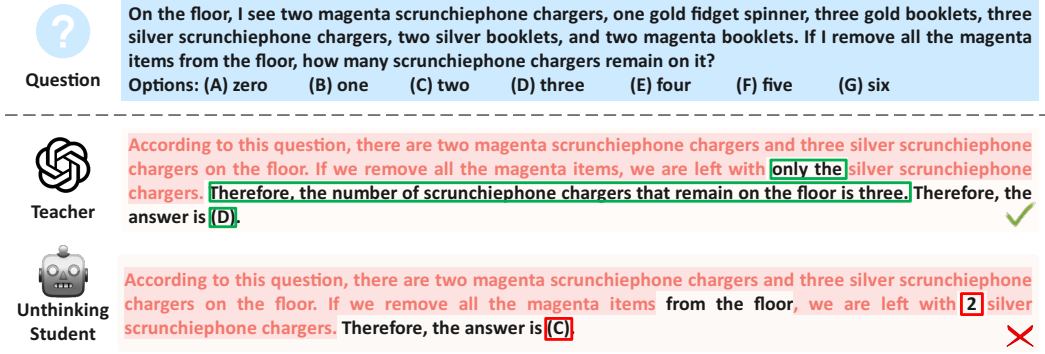 On the floor, I see two magenta scrunchiephone chargers, one gold fidget spinner, three gold booklets, three
silver scrunchiephone chargers, two silver booklets, and two magenta booklets. If I remove all the magenta
items from the floor, how many scrunchiephone chargers remain on it?
Question
Options: (A) zero (B) one (C) two (D) three (E) four (F) five (G) six
According to this question, there are two magenta scrunchiephone chargers and three silver scrunchiephone
chargers on the floor. If we remove all the magenta items, we are left with only the silver scrunchiephone
chargers. Therefore, the number of scrunchiephone chargers that remain on the floor is three. Therefore, the
Teacher
answer is (D).
According to this question, there are two magenta scrunchiephone chargers and three silver scrunchiephone
chargers on the floor. If we remove all the magenta items from the floor, we are left with 2 silver
scrunchiephone chargers. Therefore, the answer is (C).
Unthinking
Student